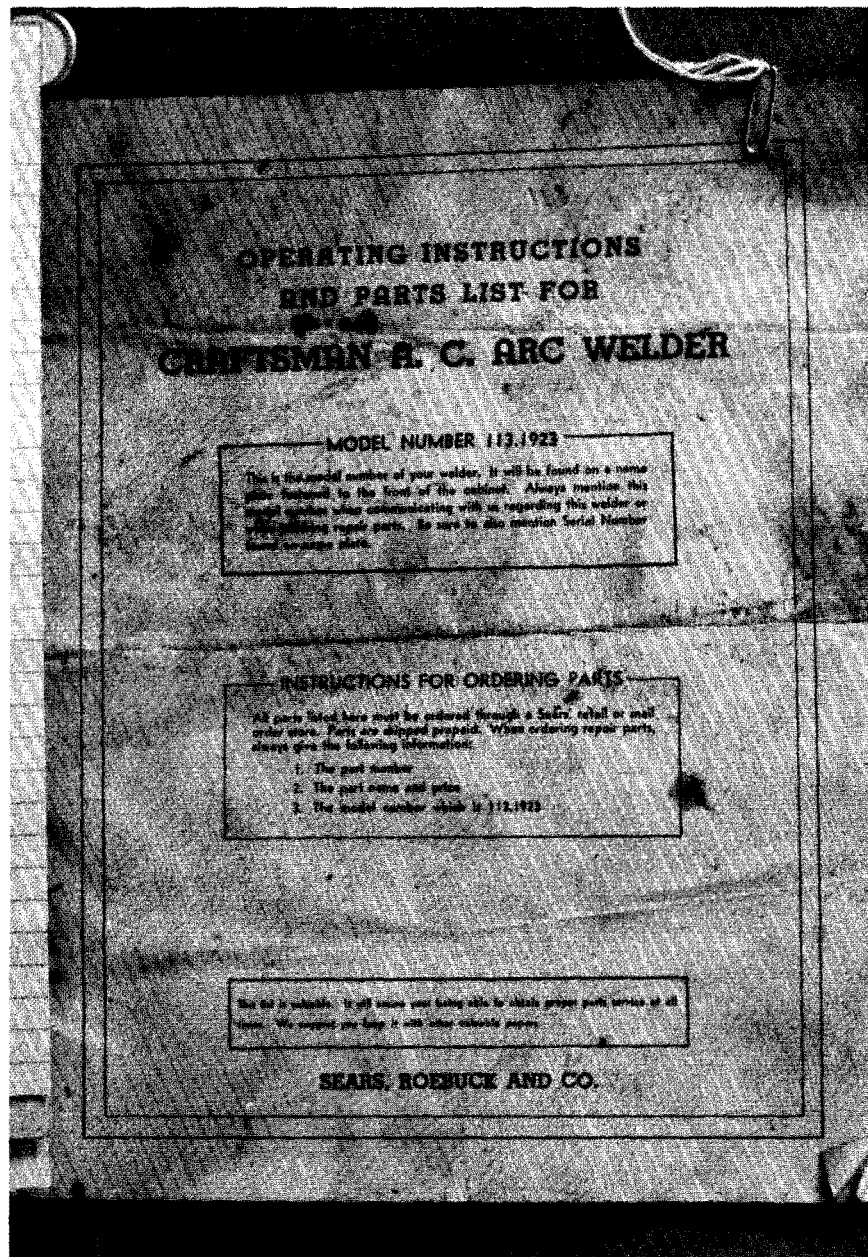 113
OPERATING INSTRUCTIONS
AND PARTS LIST FOR
CRAFTSMAN A. C. ARC WELDER
MODEL NUMBER 113.1923
This is the model number of your welder. It will be found on a name
plate fastened to the front of the cabinet. Always mention this
model number when communicating with us regarding this welder or
when ordering repair parts. Be sure to also mention Serial Number
found on name plate.
INSTRUCTIONS FOR ORDERING PARTS
All parts listed here must be ordered through a Sears' retail or mail
order store. Parts are shipped prepaid. When ordering repair parts,
always give the following information:
1. The part number
2. The part name and price
3. The model number which is 113.1923
This list is valuable. It will assure your being able to obtain proper parts service at all
times. We suggest you keep it with other valuable papers.
SEARS, ROEBUCK AND CO.